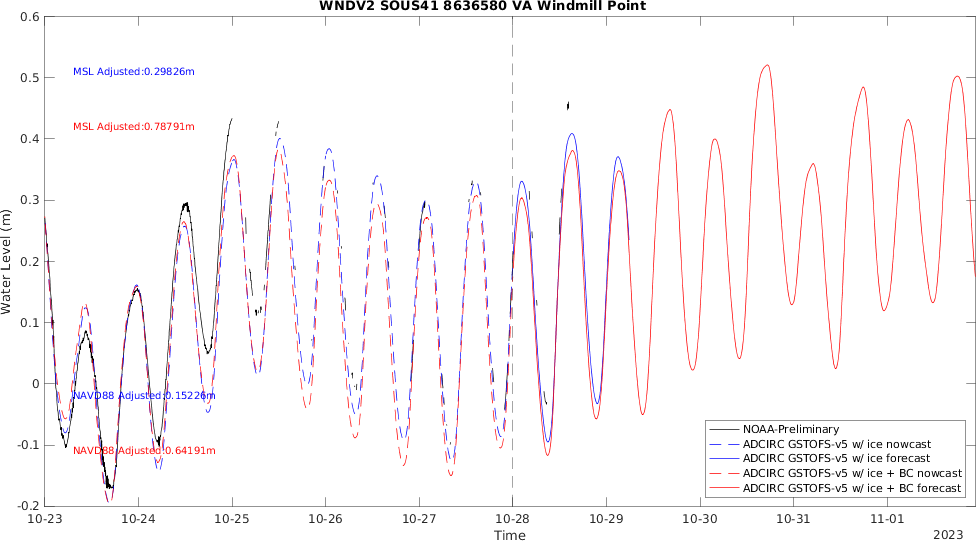 WNDV2 SOUS41 8636580 VA Windmill Point
0.6
0.5
0.4
0.3
0.2
0.1
0
-0.1
-0.2
Water Level (m)
MSL Adjusted:0.29826m
MSL Adjusted:0.78791m
NAVD88 Adjusted:0.15226m
NAVD88 Adjusted:0.64191m
NOAA-Preliminary
ADCIRC GSTOFS-v5 w/ ice nowcast
ADCIRC GSTOFS-v5 w/ ice forecast
ADCIRC GSTOFS-v5 w/ ice + BC nowcast
ADCIRC GSTOFS-v5 w/ ice + BC forecast
10-23 10-24 10-25 10-26 10-27 10-28 10-29 10-30 10-31 11-01
Time
2023